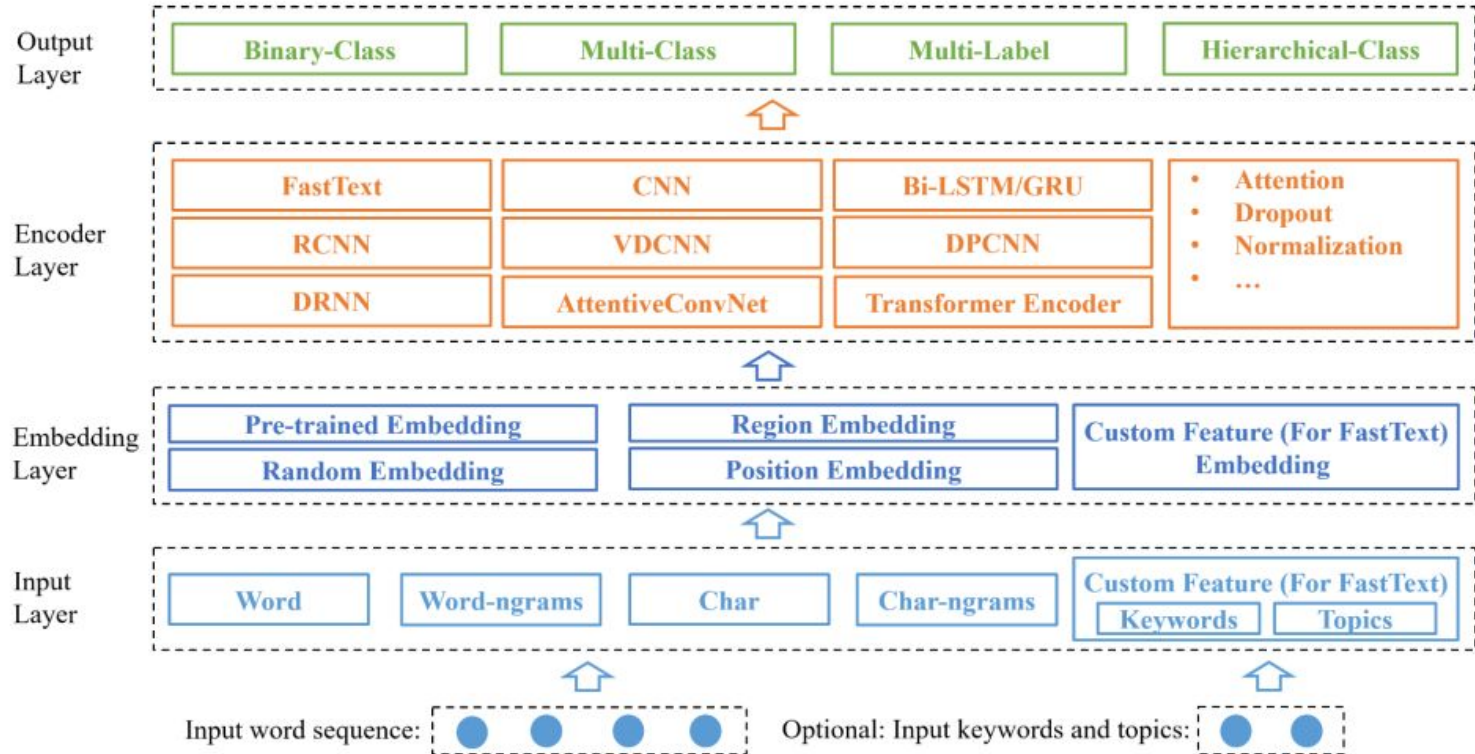 Output
Layer
Binary-Class
Multi-Class
Multi-Label
Hierarchical-Class
Encoder
Layer
FastText
CNN
Bi-LSTM/GRU
RCNN
VDCNN
DPCNN
DRNN
AttentiveConvNet
Transformer Encoder
• Attention
• Dropout
• Normalization
• …
Embedding
Layer
Pre-trained Embedding
Region Embedding
Random Embedding
Position Embedding
Custom Feature (For FastText)
Embedding
Input
Layer
Word
Word-ngrams
Char
Char-ngrams
Custom Feature (For FastText)
Keywords
Topics
Input word sequence:
Optional: Input keywords and topics: